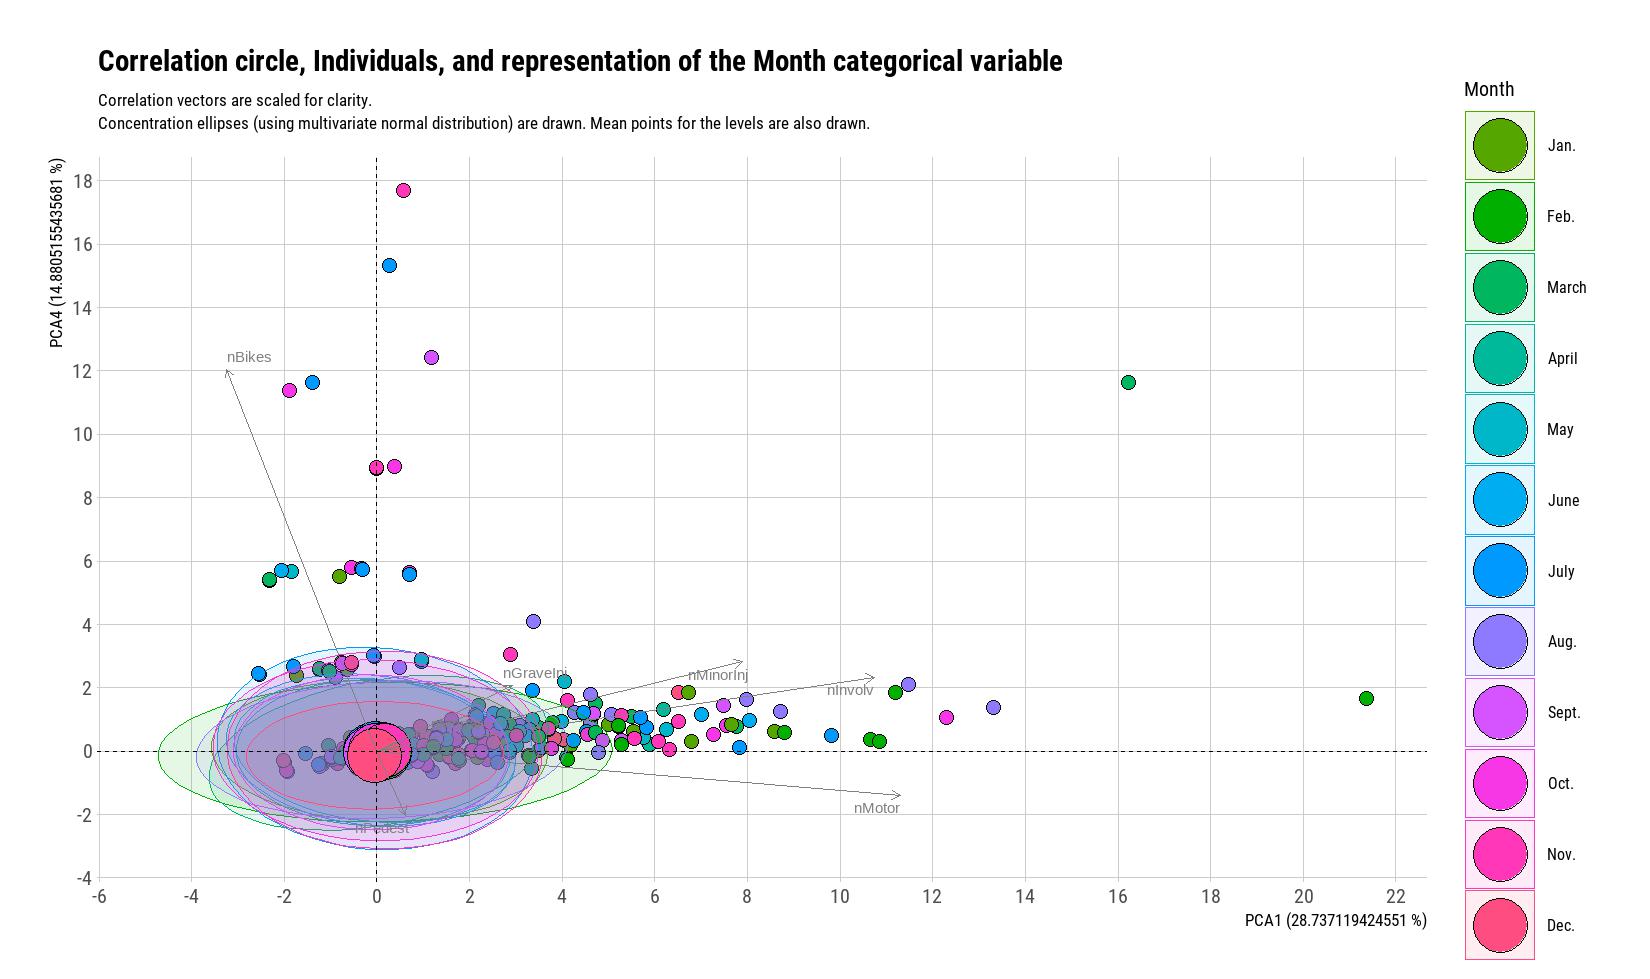 Correlation circle, Individuals, and representation of the Month categorical variable
Correlation vectors are scaled for clarity.
Concentration ellipses (using multivariate normal distribution) are drawn. Mean points for the levels are also drawn.
Month
Jan.
Feb.
March
April
May
June
July
Aug.
Sept.
Oct.
Nov.
Dec.
PCA4 (14.8805155435681 %)
18
16
14
12
10
8
6
4
2
0
-2
-4
nBikes
nGraveInj
nMinorInj
nInvolv
nMotor
nPedest
-6 -4 -2 0 2 4 6 8 10 12 14 16 18 20 22
PCA1 (28.737119424551 %)